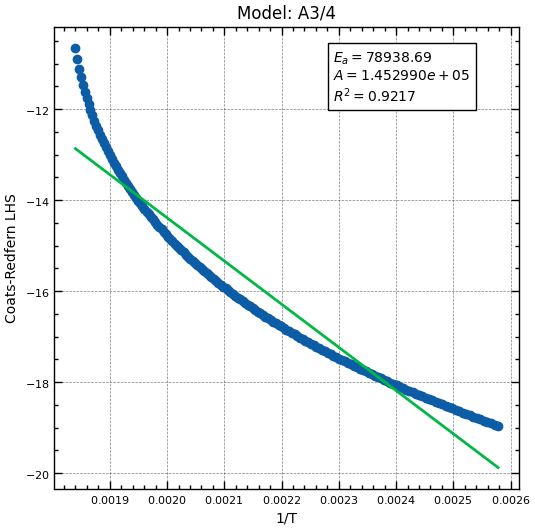 Model: A3/4
E_a = 78938.69
A = 1.452990e + 05
R² = 0.9217
−12
−14
−16
−18
−20
Coats-Redfern LHS
0.0019 0.0020 0.0021 0.0022 0.0023 0.0024 0.0025 0.0026
1/T